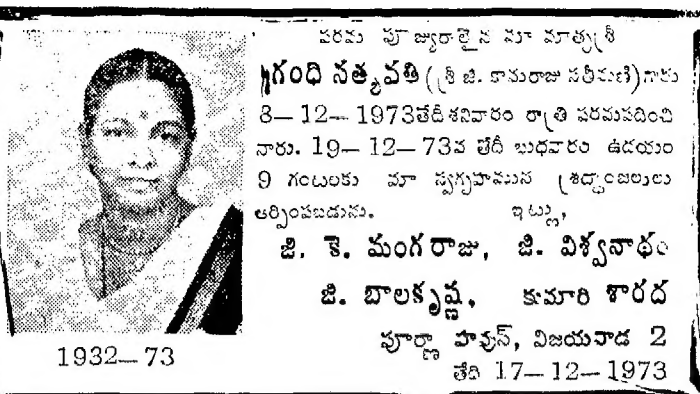 పరమ పూజ్యురాలైన మా మాతృశ్రీ
గంధి సత్యవతి (శ్రీ జి. కామరాజు సతీమణి) గారు
8–12–1973తేదీ శనివారం రాత్రి పరమపదించి
నారు. 19–12–73వ తేదీ బుధవారం ఉదయం
9 గంటలకు మా స్వగృహమున శ్రద్ధాంజలులు
అర్పింపబడును. ఇట్లు,
జి. కె. మంగరాజు, జి. విశ్వనాథం
జి. బాలకృష్ణ, కుమారి శారద
పూర్ణా హవుస్, విజయవాడ 2
తేది 17–12–1973
1932–73